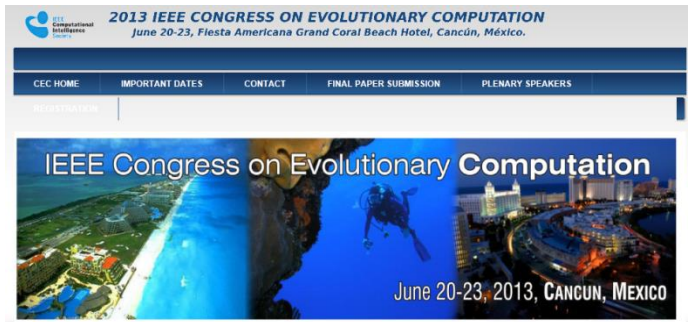 IEEE
Computational
Intelligence
Society
2013 IEEE CONGRESS ON EVOLUTIONARY COMPUTATION
June 20-23, Fiesta Americana Grand Coral Beach Hotel, Cancún, México.
CEC HOME IMPORTANT DATES CONTACT FINAL PAPER SUBMISSION PLENARY SPEAKERS
REGISTRATION
IEEE Congress on Evolutionary Computation
June 20-23, 2013, CANCUN, MEXICO